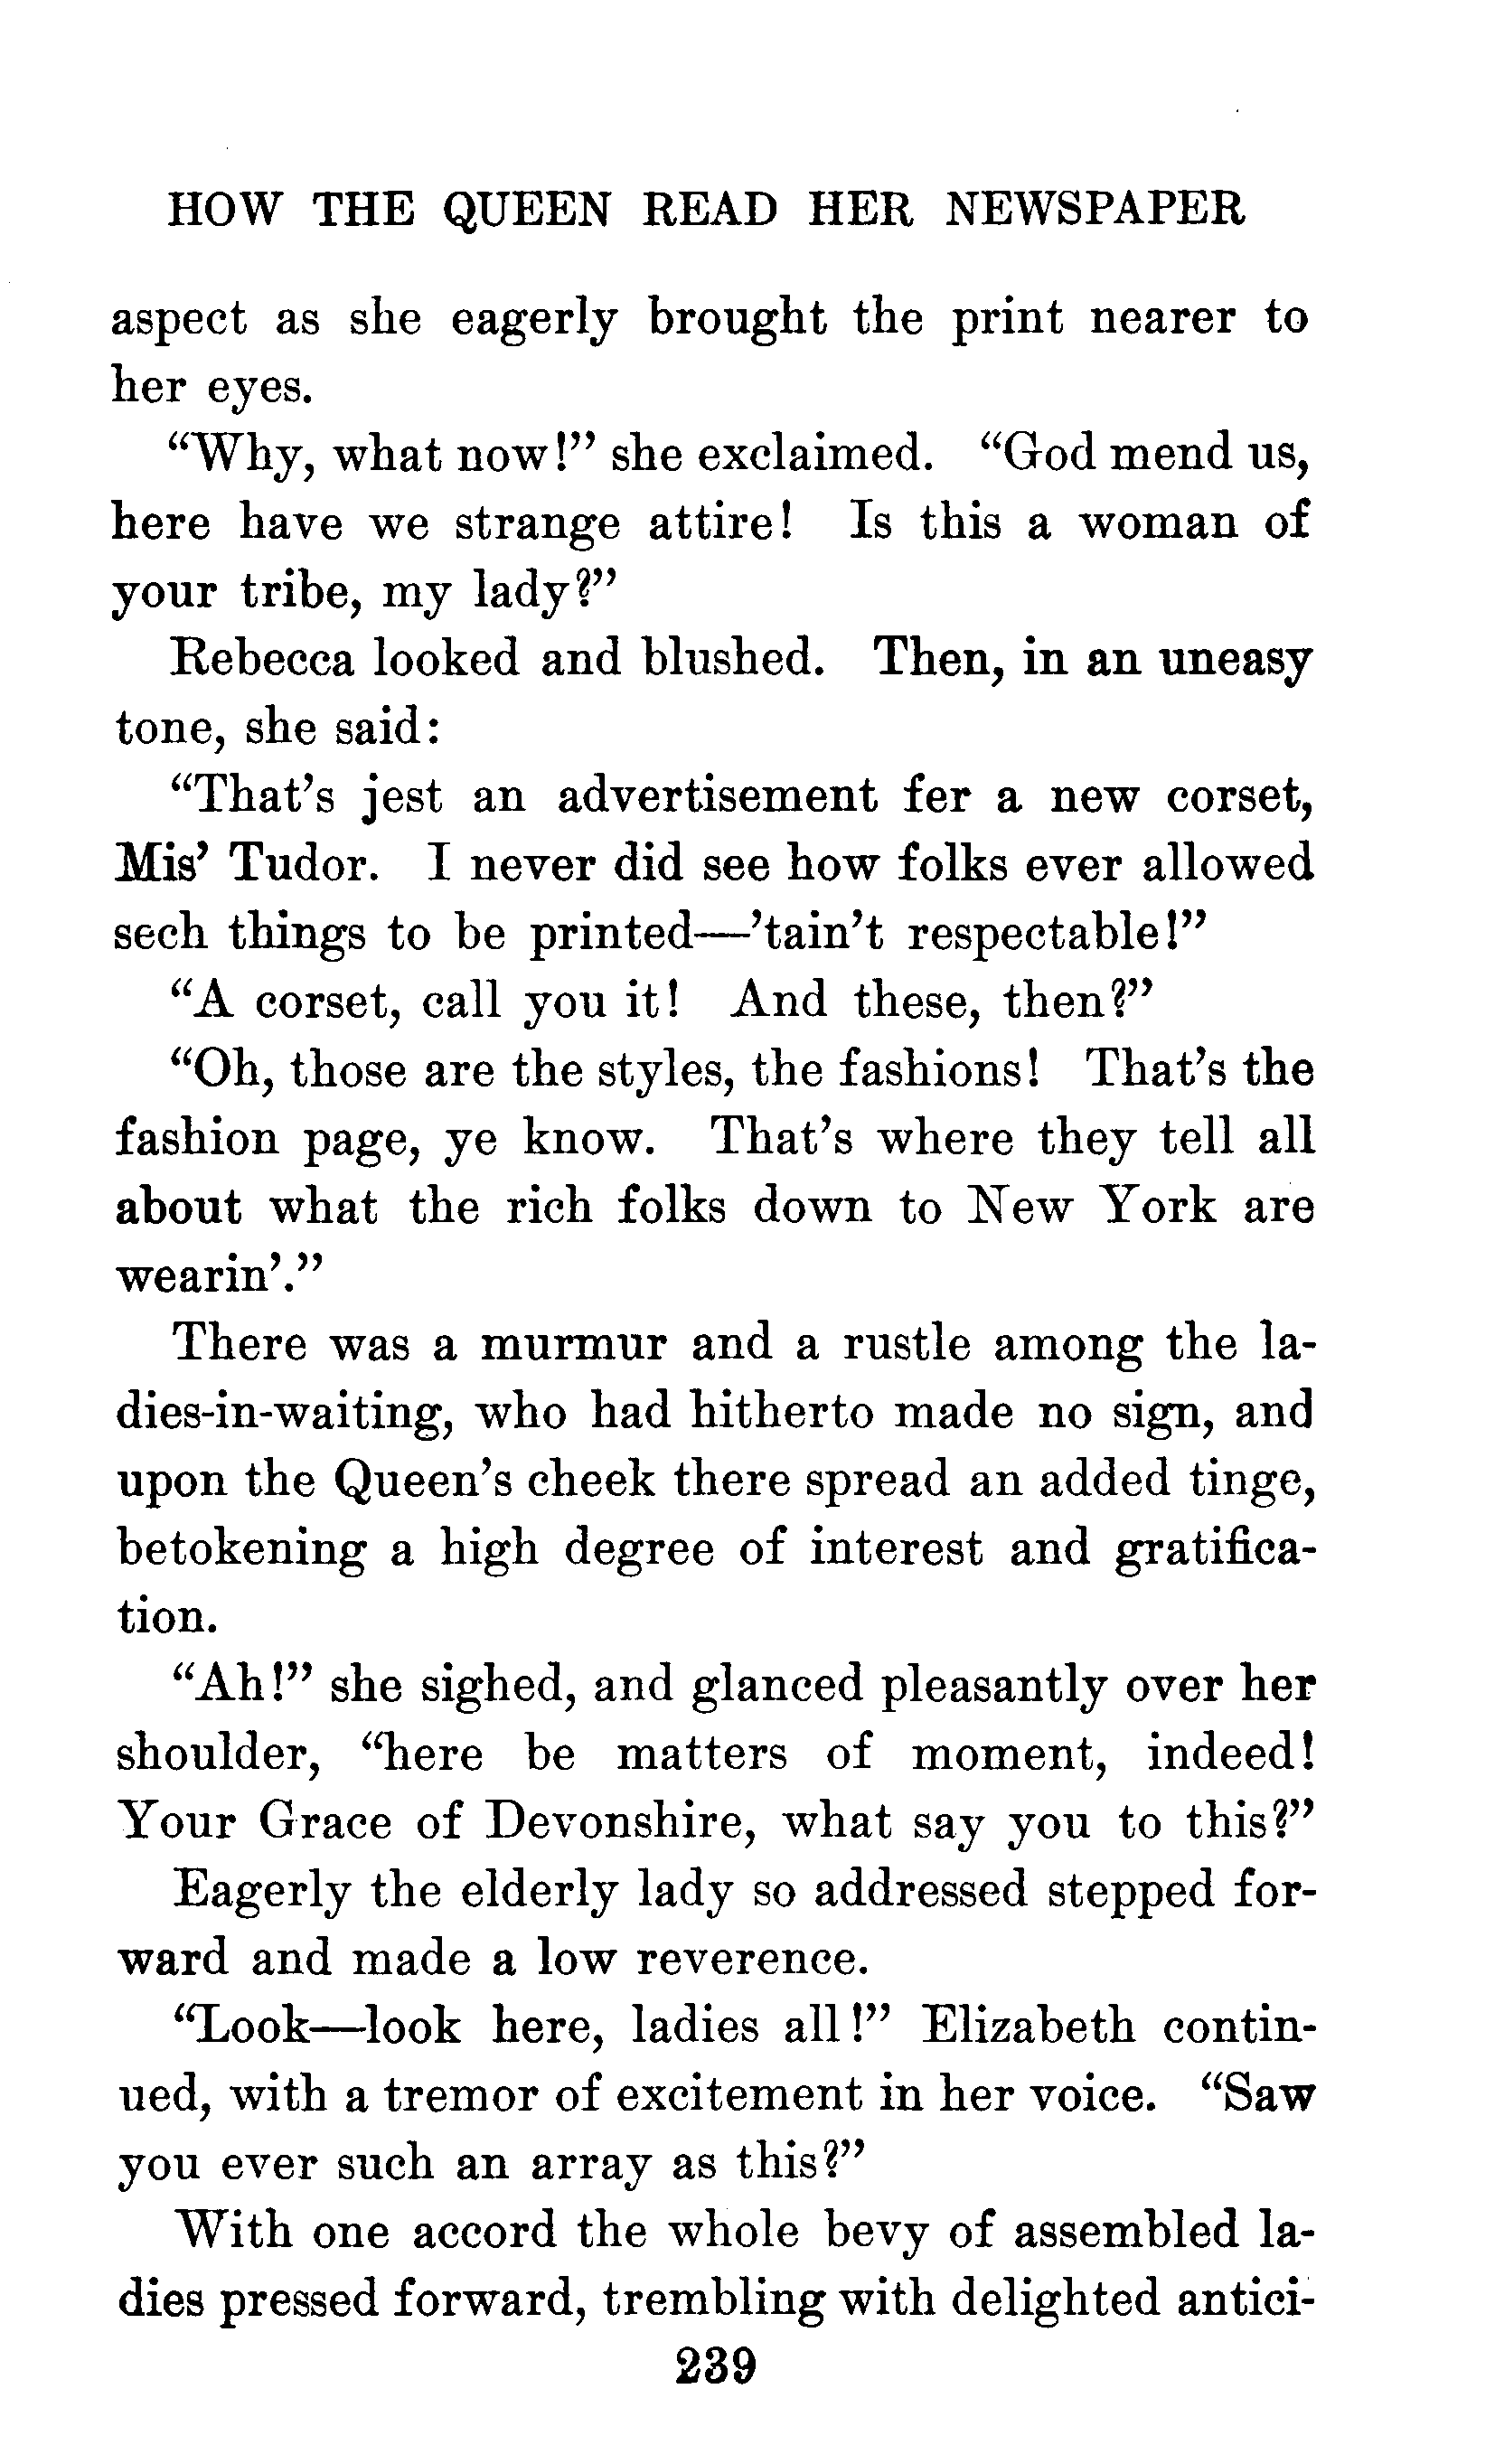 HOW THE QUEEN READ HER NEWSPAPER
aspect as she eagerly brought the print nearer to
her eyes.
“Why, what now!” she exclaimed. “God mend us,
here have we strange attire! Is this a woman of
your tribe, my lady?”
Rebecca looked and blushed. Then, in an uneasy
tone, she said:
“That’s jest an advertisement fer a new corset,
Mis’ Tudor. I never did see how folks ever allowed
sech things to be printed—’tain’t respectable!”
“A corset, call you it! And these, then?”
“Oh, those are the styles, the fashions! That’s the
fashion page, ye know. That’s where they tell all
about what the rich folks down to New York are
wearin’.”
There was a murmur and a rustle among the la-
dies-in-waiting, who had hitherto made no sign, and
upon the Queen’s cheek there spread an added tinge,
betokening a high degree of interest and gratifica-
tion.
“Ah!” she sighed, and glanced pleasantly over her
shoulder, “here be matters of moment, indeed!
Your Grace of Devonshire, what say you to this?”
Eagerly the elderly lady so addressed stepped for-
ward and made a low reverence.
“Look—look here, ladies all!” Elizabeth contin-
ued, with a tremor of excitement in her voice. “Saw
you ever such an array as this?”
With one accord the whole bevy of assembled la-
dies pressed forward, trembling with delighted antici-
239